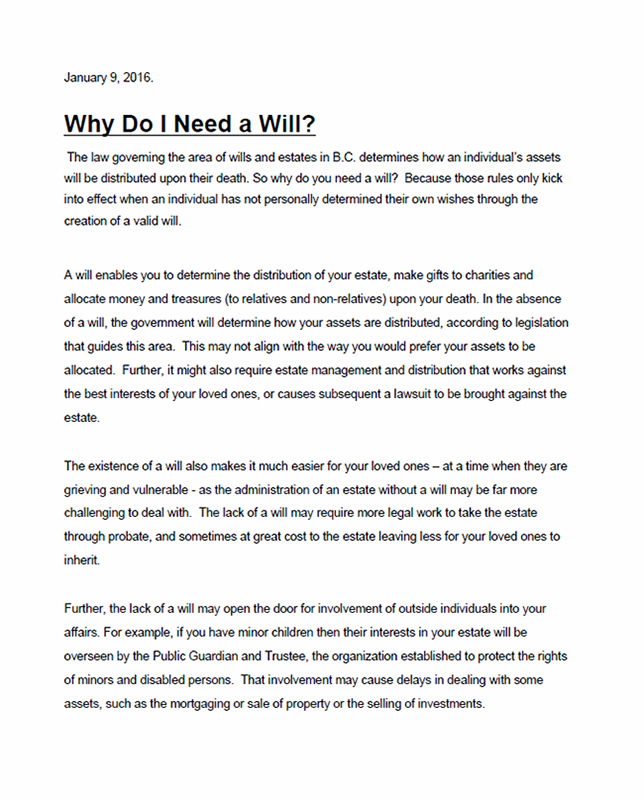 January 9, 2016.
Why Do I Need a Will?
The law governing the area of wills and estates in B.C. determines how an individual's assets
will be distributed upon their death. So why do you need a will?  Because those rules only kick
into effect when an individual has not personally determined their own wishes through the
creation of a valid will.
A will enables you to determine the distribution of your estate, make gifts to charities and
allocate money and treasures (to relatives and non-relatives) upon your death. In the absence
of a will, the government will determine how your assets are distributed, according to legislation
that guides this area.  This may not align with the way you would prefer your assets to be
allocated.  Further, it might also require estate management and distribution that works against
the best interests of your loved ones, or causes subsequent a lawsuit to be brought against the
estate.
The existence of a will also makes it much easier for your loved ones – at a time when they are
grieving and vulnerable - as the administration of an estate without a will may be far more
challenging to deal with.  The lack of a will may require more legal work to take the estate
through probate, and sometimes at great cost to the estate leaving less for your loved ones to
inherit.
Further, the lack of a will may open the door for involvement of outside individuals into your
affairs. For example, if you have minor children then their interests in your estate will be
overseen by the Public Guardian and Trustee, the organization established to protect the rights
of minors and disabled persons.  That involvement may cause delays in dealing with some
assets, such as the mortgaging or sale of property or the selling of investments.